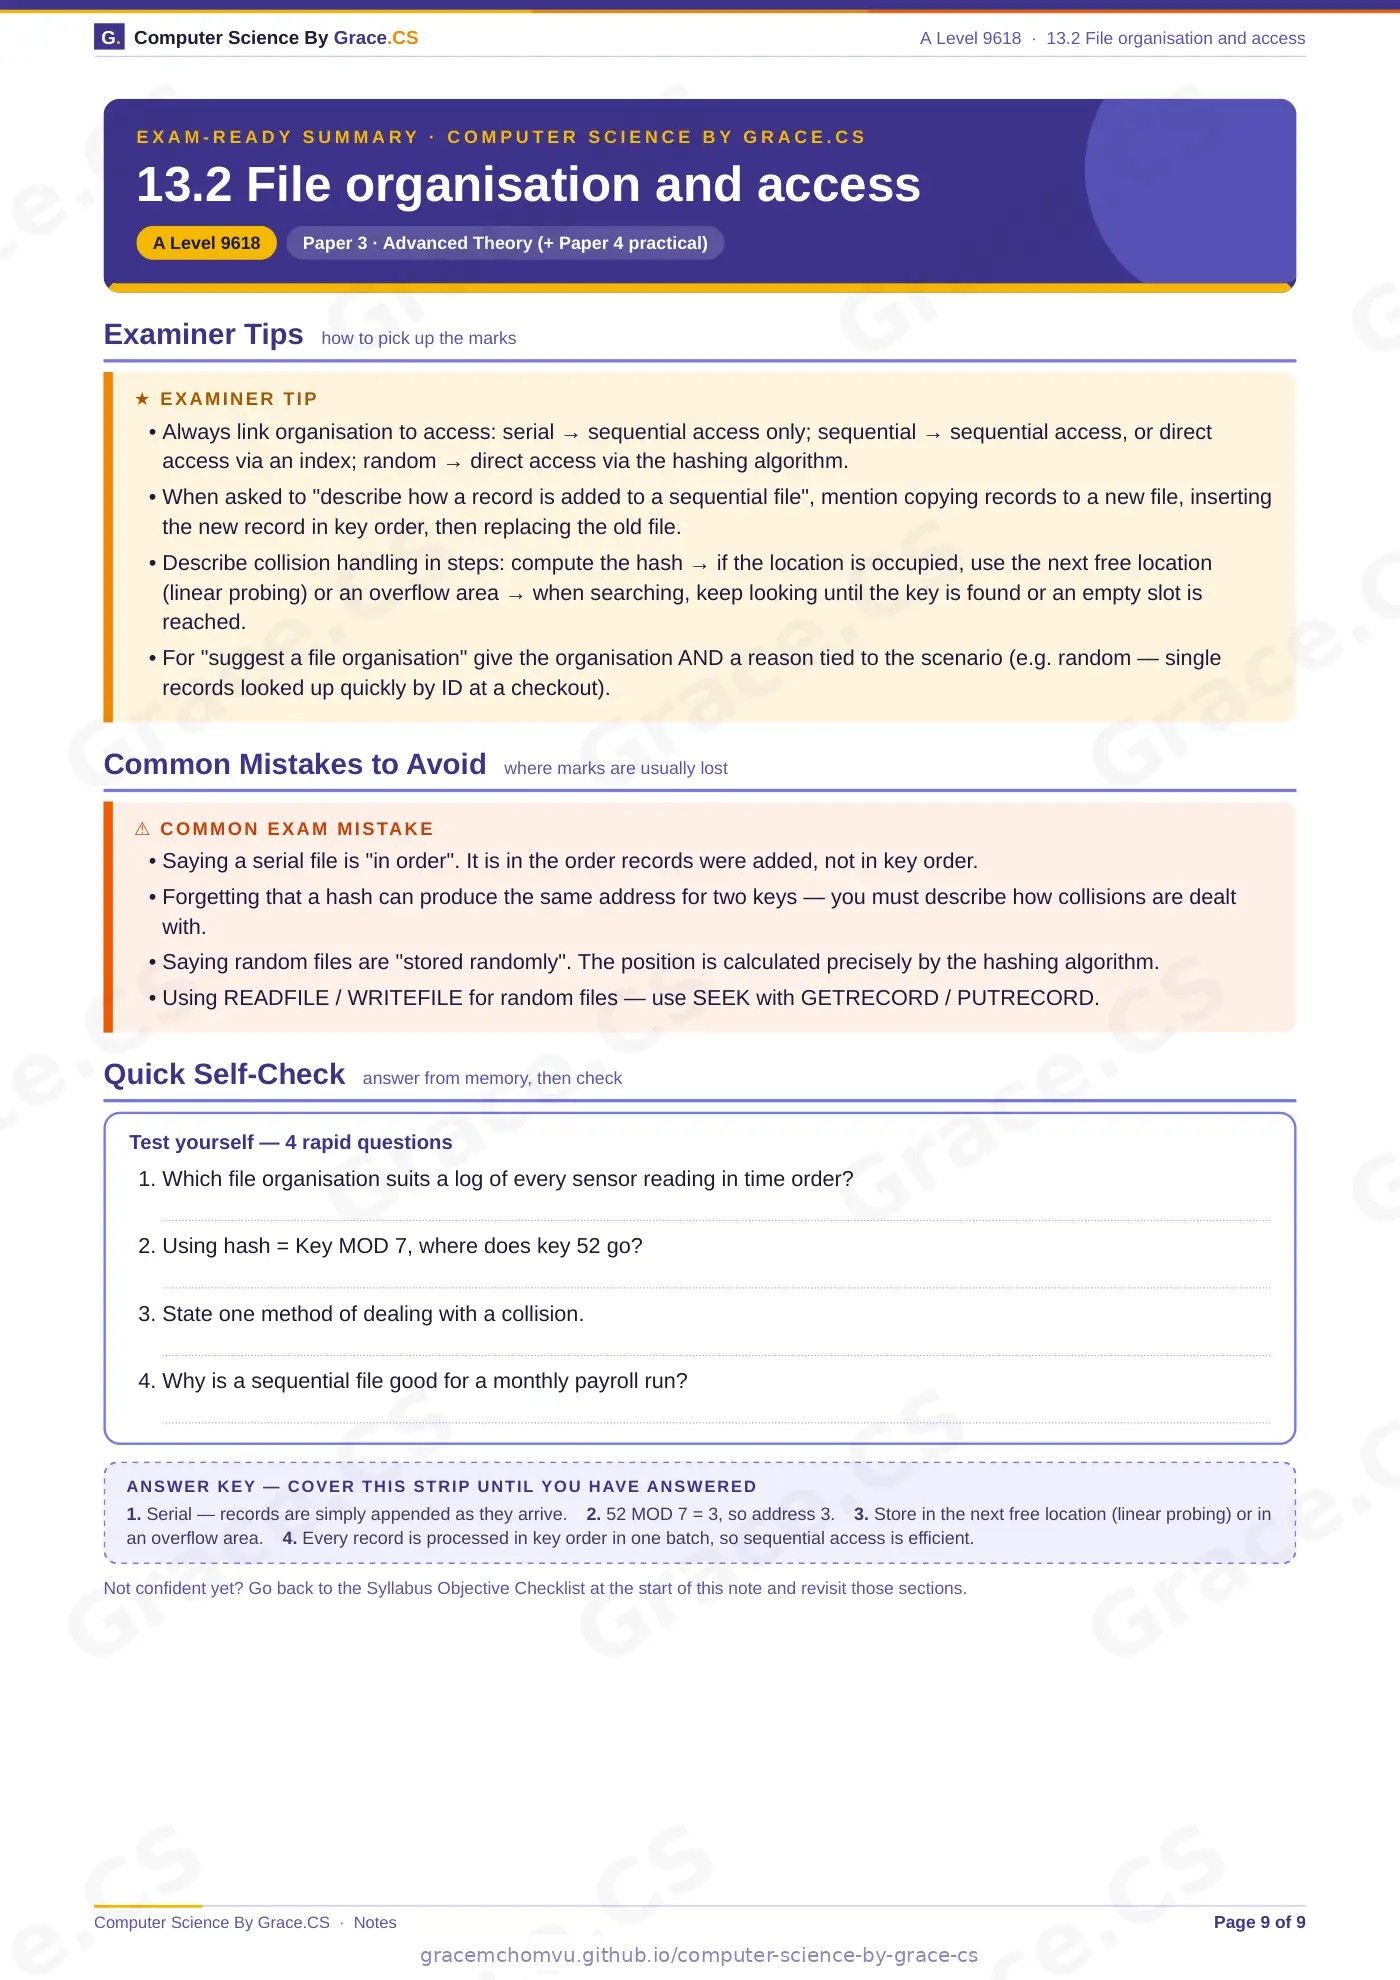 G. Computer Science By Grace.CS
A Level 9618 · 13.2 File organisation and access
EXAM-READY SUMMARY · COMPUTER SCIENCE BY GRACE.CS
13.2 File organisation and access
A Level 9618
Paper 3 · Advanced Theory (+ Paper 4 practical)
Examiner Tips how to pick up the marks
★ EXAMINER TIP
• Always link organisation to access: serial → sequential access only; sequential → sequential access, or direct
access via an index; random → direct access via the hashing algorithm.
• When asked to "describe how a record is added to a sequential file", mention copying records to a new file, inserting
the new record in key order, then replacing the old file.
• Describe collision handling in steps: compute the hash → if the location is occupied, use the next free location
(linear probing) or an overflow area → when searching, keep looking until the key is found or an empty slot is
reached.
• For "suggest a file organisation" give the organisation AND a reason tied to the scenario (e.g. random — single
records looked up quickly by ID at a checkout).
Common Mistakes to Avoid where marks are usually lost
⚠ COMMON EXAM MISTAKE
• Saying a serial file is "in order". It is in the order records were added, not in key order.
• Forgetting that a hash can produce the same address for two keys — you must describe how collisions are dealt
with.
• Saying random files are "stored randomly". The position is calculated precisely by the hashing algorithm.
• Using READFILE / WRITEFILE for random files — use SEEK with GETRECORD / PUTRECORD.
Quick Self-Check answer from memory, then check
Test yourself — 4 rapid questions
1. Which file organisation suits a log of every sensor reading in time order?
2. Using hash = Key MOD 7, where does key 52 go?
3. State one method of dealing with a collision.
4. Why is a sequential file good for a monthly payroll run?
ANSWER KEY — COVER THIS STRIP UNTIL YOU HAVE ANSWERED
1. Serial — records are simply appended as they arrive. 2. 52 MOD 7 = 3, so address 3. 3. Store in the next free location (linear probing) or in
an overflow area. 4. Every record is processed in key order in one batch, so sequential access is efficient.
Not confident yet? Go back to the Syllabus Objective Checklist at the start of this note and revisit those sections.
Computer Science By Grace.CS · Notes
Page 9 of 9
gracemchomvu.github.io/computer-science-by-grace-cs